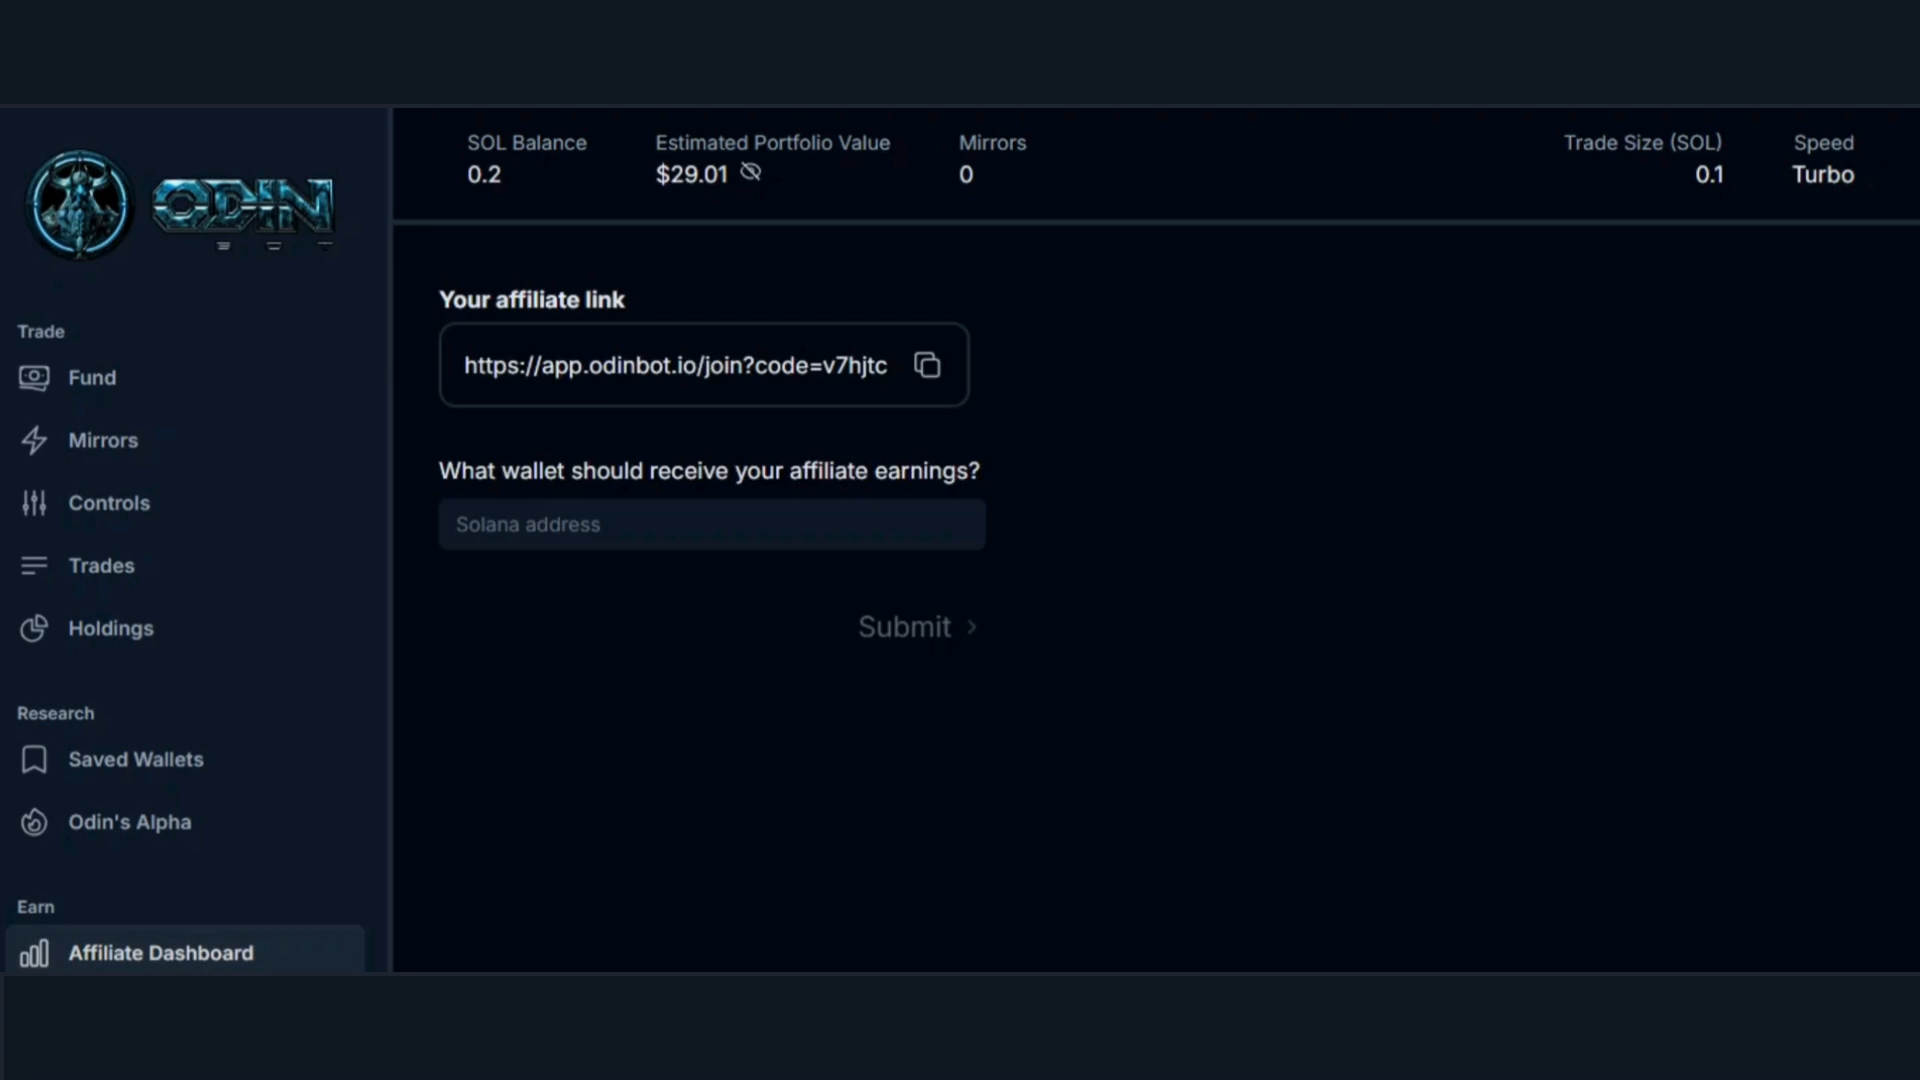 ODIN
Trade
Fund
Mirrors
Controls
Trades
Holdings
Research
Saved Wallets
Odin's Alpha
Earn
Affiliate Dashboard
SOL Balance
0.2
Estimated Portfolio Value
$29.01
Mirrors
0
Trade Size (SOL)
0.1
Speed
Turbo
Your affiliate link
https://app.odinbot.io/join?code=v7hjtc
What wallet should receive your affiliate earnings?
Solana address
Submit